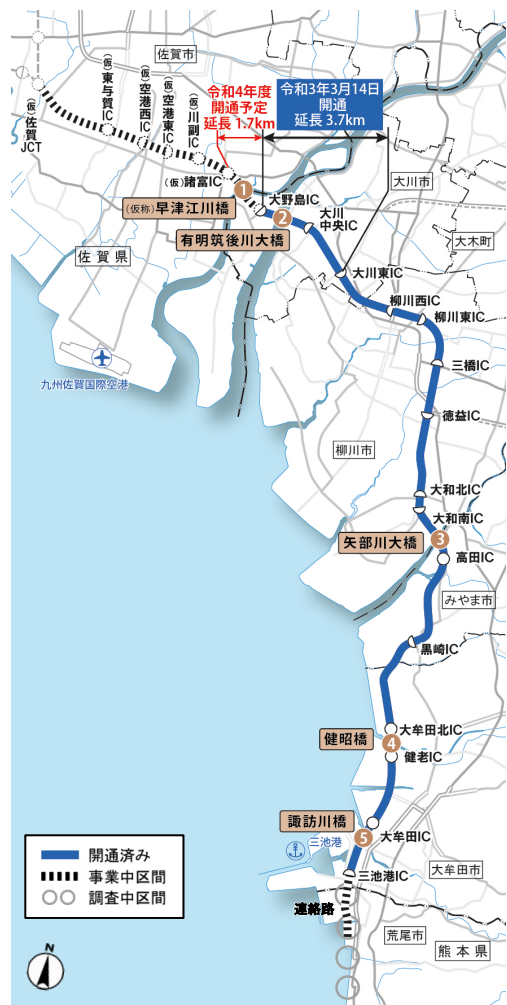 佐賀市
令和4年度
開通予定
延長 1.7km
令和3年3月14日
開通
延長 3.7km
(仮)佐賀JCT
(仮)東与賀IC
(仮)空港西IC
(仮)空港東IC
(仮)川副IC
(仮)諸富IC
1
(仮称)早津江川橋
大野島IC
2
有明筑後川大橋
大川
中央IC
大川市
大木町
佐賀県
大川東IC
柳川西IC
柳川東IC
九州佐賀国際空港
三橋IC
徳益IC
柳川市
大和北IC
大和南IC
矢部川大橋
3
高田IC
みやま市
黒崎IC
大牟田北IC
健昭橋
4
健老IC
諏訪川橋
5
大牟田IC
三池港
三池港IC
大牟田市
連絡路
荒尾市
熊本県
開通済み
事業中区間
調査中区間
N